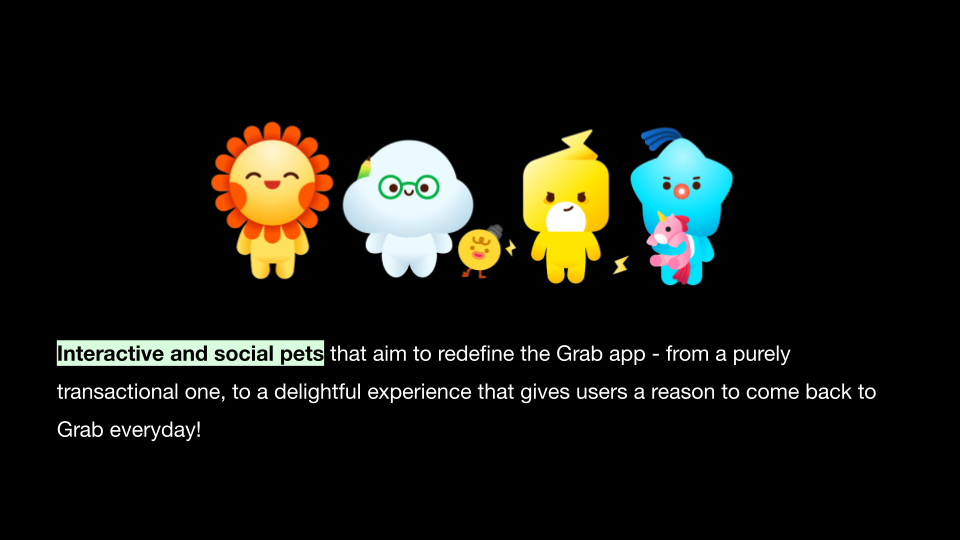 Interactive and social pets that aim to redefine the Grab app - from a purely
transactional one, to a delightful experience that gives users a reason to come back to
Grab everyday!